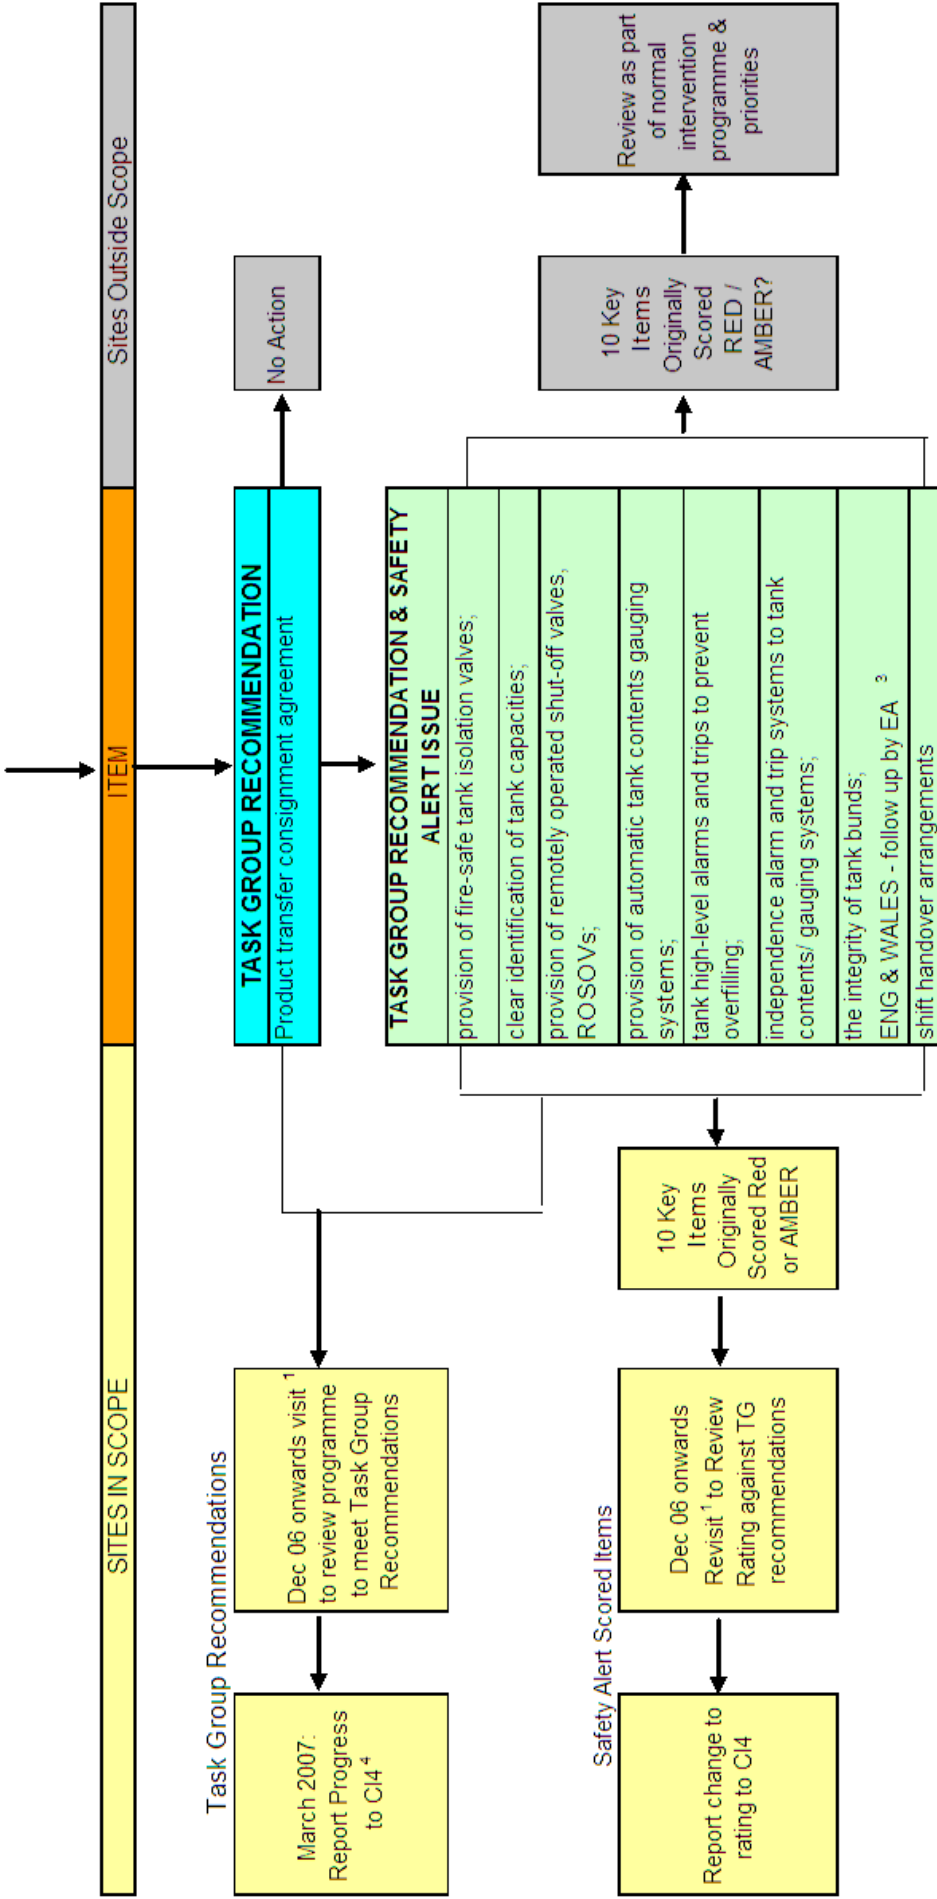 SITES IN SCOPE
ITEM
Sites Outside Scope
Task Group Recommendations
March 2007:
Report Progress
to CI4 4
Dec 06 onwards visit 1
to review programme
to meet Task Group
Recommendations
TASK GROUP RECOMMENDATION
Product transfer consignment agreement
No Action
TASK GROUP RECOMMENDATION & SAFETY
ALERT ISSUE
provision of fire-safe tank isolation valves;
clear identification of tank capacities;
provision of remotely operated shut-off valves,
ROSOVs;
provision of automatic tank contents gauging
systems;
tank high-level alarms and trips to prevent
overfilling;
independence alarm and trip systems to tank
contents/ gauging systems;
the integrity of tank bunds;
ENG & WALES - follow up by EA 3
shift handover arrangements
Safety Alert Scored Items
Report change to
rating to CI4
Dec 06 onwards
Revisit 1 to Review
Rating against TG
recommendations
10 Key
Items
Originally
Scored Red
or AMBER
10 Key
Items
Originally
Scored
RED /
AMBER?
Review as part
of normal
intervention
programme &
priorities